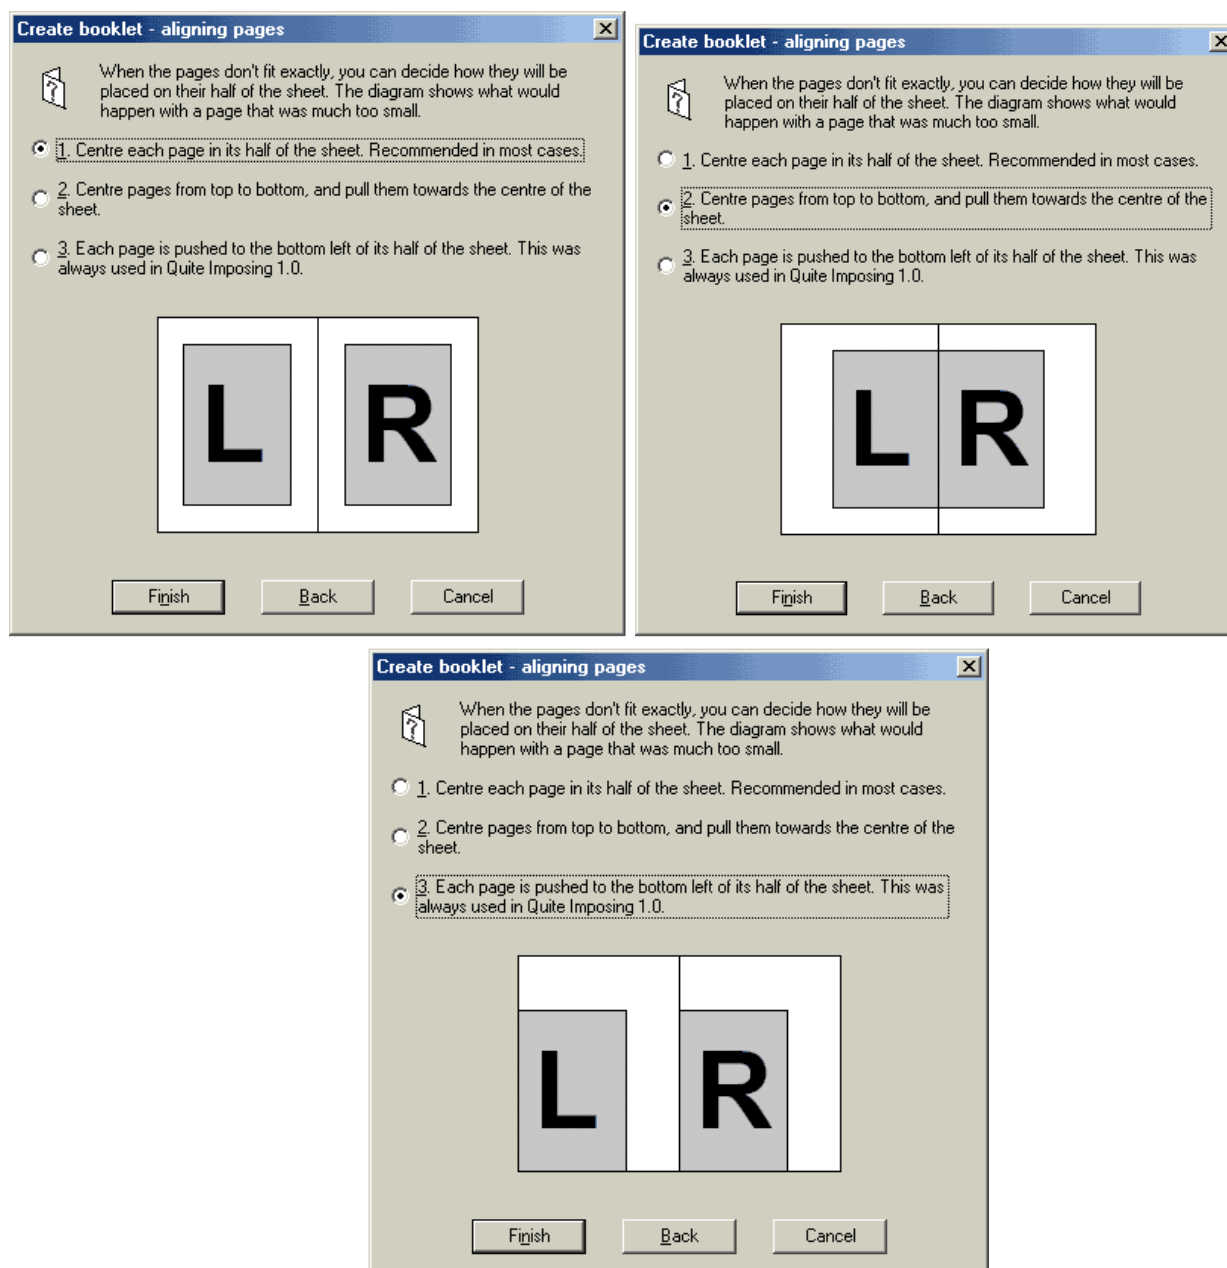 Create booklet - aligning pages
When the pages don't fit exactly, you can decide how they will be
placed on their half of the sheet. The diagram shows what would
happen with a page that was much too small.
1. Centre each page in its half of the sheet. Recommended in most cases.
2. Centre pages from top to bottom, and pull them towards the centre of the
sheet.
3. Each page is pushed to the bottom left of its half of the sheet. This was
always used in Quite Imposing 1.0.
L R
Finish Back Cancel
Create booklet - aligning pages
When the pages don't fit exactly, you can decide how they will be
placed on their half of the sheet. The diagram shows what would
happen with a page that was much too small.
1. Centre each page in its half of the sheet. Recommended in most cases.
2. Centre pages from top to bottom, and pull them towards the centre of the
sheet.
3. Each page is pushed to the bottom left of its half of the sheet. This was
always used in Quite Imposing 1.0.
L R
Finish Back Cancel
Create booklet - aligning pages
When the pages don't fit exactly, you can decide how they will be
placed on their half of the sheet. The diagram shows what would
happen with a page that was much too small.
1. Centre each page in its half of the sheet. Recommended in most cases.
2. Centre pages from top to bottom, and pull them towards the centre of the
sheet.
3. Each page is pushed to the bottom left of its half of the sheet. This was
always used in Quite Imposing 1.0.
L R
Finish Back Cancel